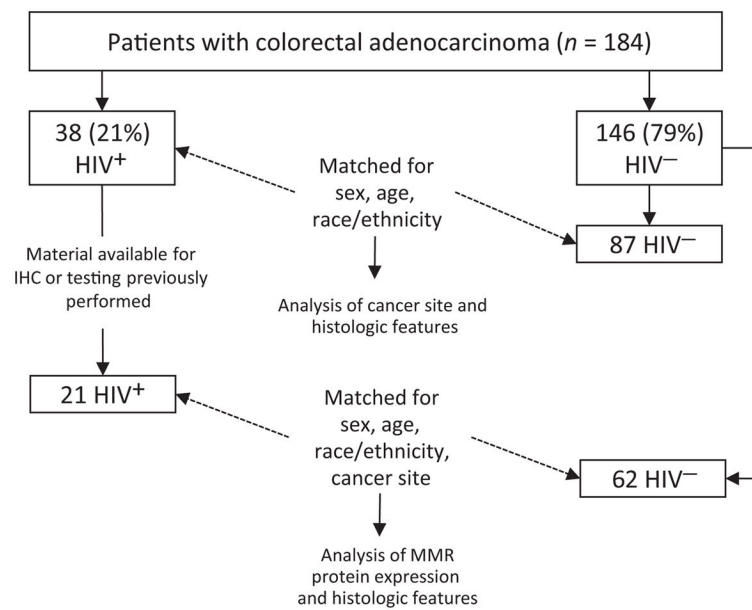 Patients with colorectal adenocarcinoma (n = 184)
38 (21%)
HIV+
146 (79%)
HIV—
Matched for
sex, age,
race/ethnicity
87 HIV—
Material available for
IHC or testing previously
performed
Analysis of cancer site and
histologic features
21 HIV+
Matched for
sex, age,
race/ethnicity,
cancer site
62 HIV—
Analysis of MMR
protein expression
and histologic features